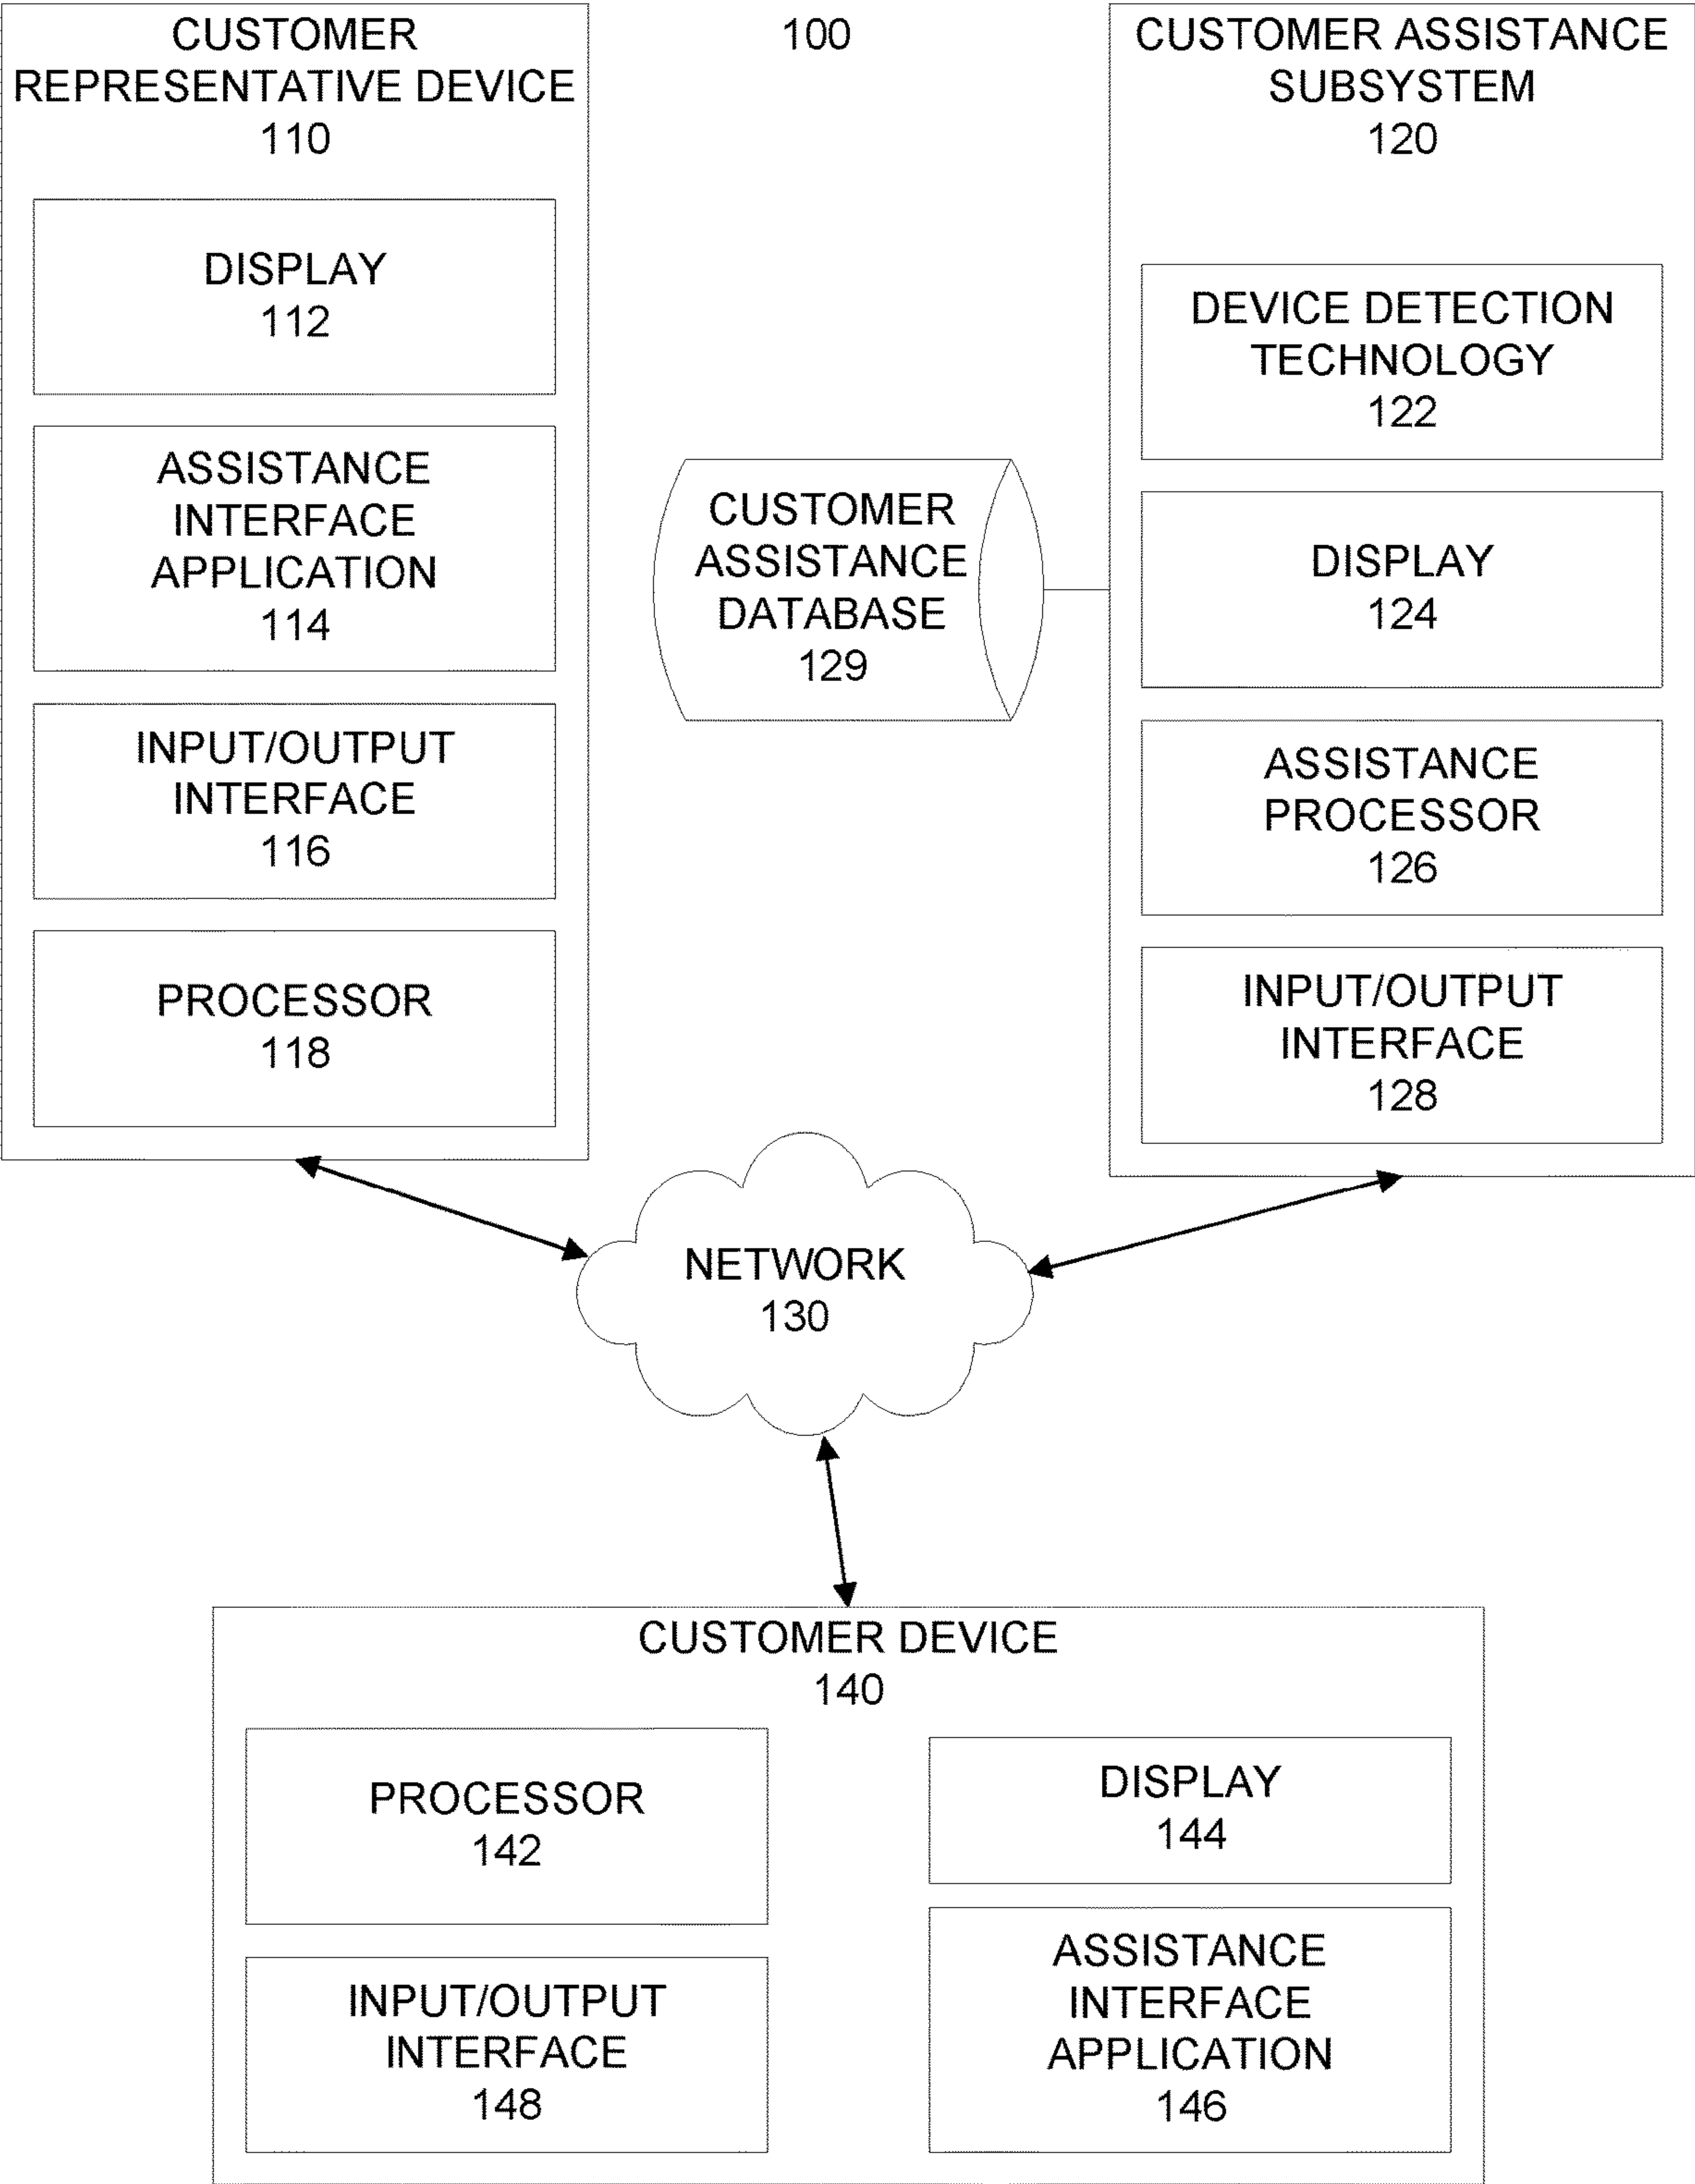 CUSTOMER
REPRESENTATIVE DEVICE
110
DISPLAY
112
ASSISTANCE
INTERFACE
APPLICATION
114
INPUT/OUTPUT
INTERFACE
116
PROCESSOR
118
100
CUSTOMER
ASSISTANCE
DATABASE
129
CUSTOMER ASSISTANCE
SUBSYSTEM
120
DEVICE DETECTION
TECHNOLOGY
122
DISPLAY
124
ASSISTANCE
PROCESSOR
126
INPUT/OUTPUT
INTERFACE
128
NETWORK
130
CUSTOMER DEVICE
140
PROCESSOR
142
INPUT/OUTPUT
INTERFACE
148
DISPLAY
144
ASSISTANCE
INTERFACE
APPLICATION
146